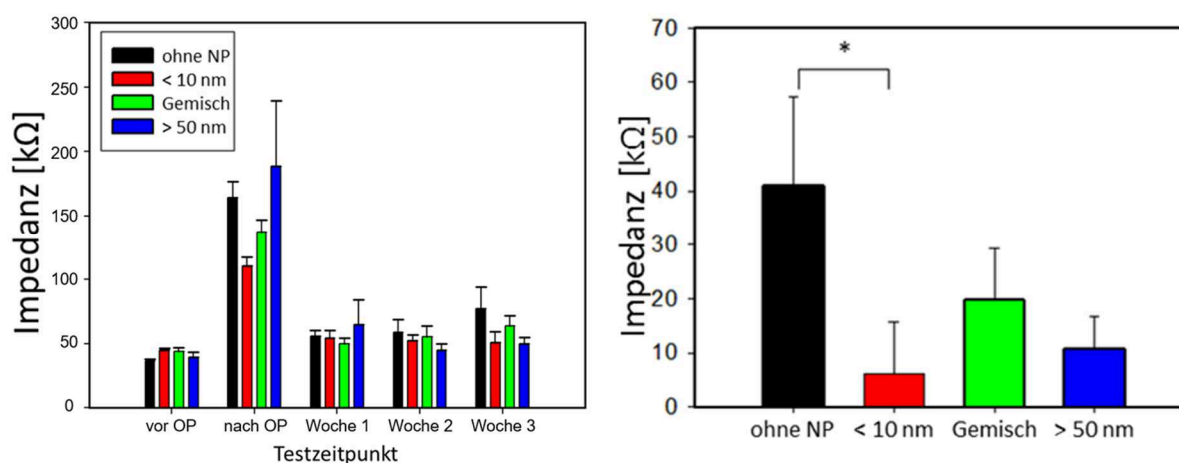 Impedanz [kΩ]
300
250
200
150
100
50
0
ohne NP
< 10 nm
Gemisch
> 50 nm
vor OP nach OP Woche 1 Woche 2 Woche 3
Testzeitpunkt
Impedanz [kΩ]
70
60
50
40
30
20
10
0
*
ohne NP < 10 nm Gemisch > 50 nm